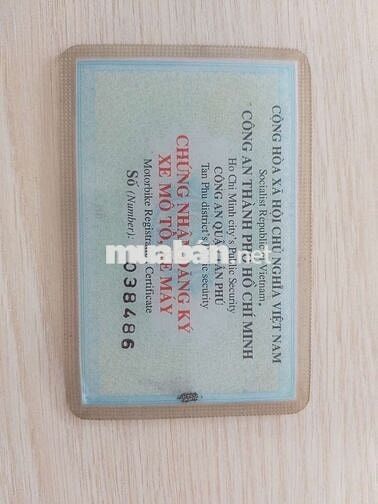 CỘNG HÒA XÃ HỘI CHỦ NGHĨA VIỆT NAM
Socialist Republic Vietnam
CÔNG AN THÀNH PHỐ HỒ CHÍ MINH
Ho Chi Minh city's Public Security
CÔNG AN QUẬN TÂN PHÚ
Tan Phu district's security
CHỨNG NHẬN ĐĂNG KÝ
XE MÔ TÔ, XE MÁY
Motorbike Registration Certificate
Số (Number): 038486
muaban.net